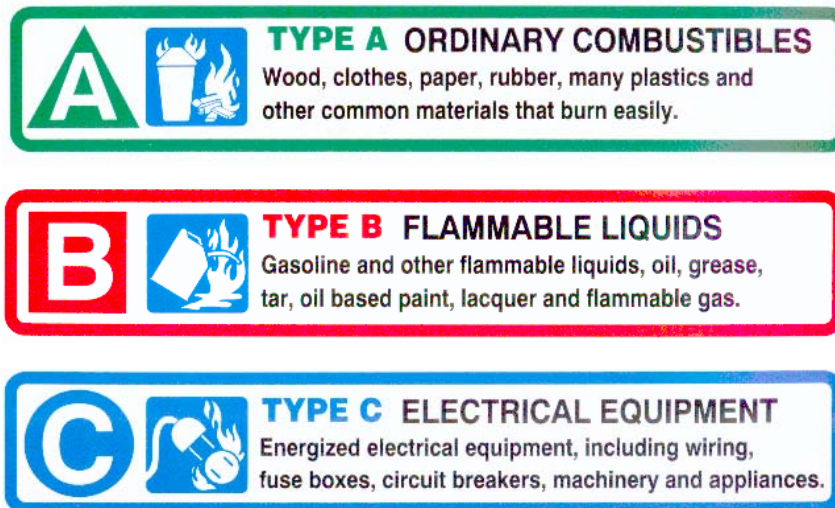 A
TYPE A ORDINARY COMBUSTIBLES
Wood, clothes, paper, rubber, many plastics and
other common materials that burn easily.
B
TYPE B FLAMMABLE LIQUIDS
Gasoline and other flammable liquids, oil, grease,
tar, oil based paint, lacquer and flammable gas.
C
TYPE C ELECTRICAL EQUIPMENT
Energized electrical equipment, including wiring,
fuse boxes, circuit breakers, machinery and appliances.